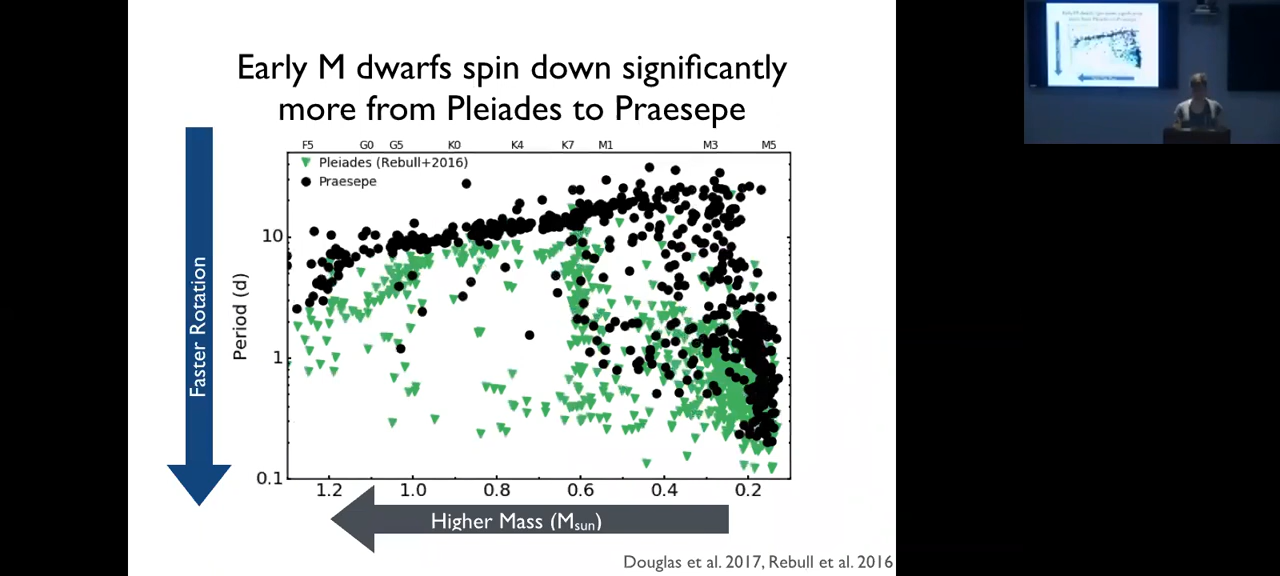 Early M dwarfs spin down significantly
more from Pleiades to Praesepe
F5 G0 G5 K0 K4 K7 M1 M3 M5
Pleiades (Rebull+2016)
Praesepe
10
1
0.1
Period (d)
Faster Rotation
1.2 1.0 0.8 0.6 0.4 0.2
Higher Mass (Msun)
Douglas et al. 2017, Rebull et al. 2016